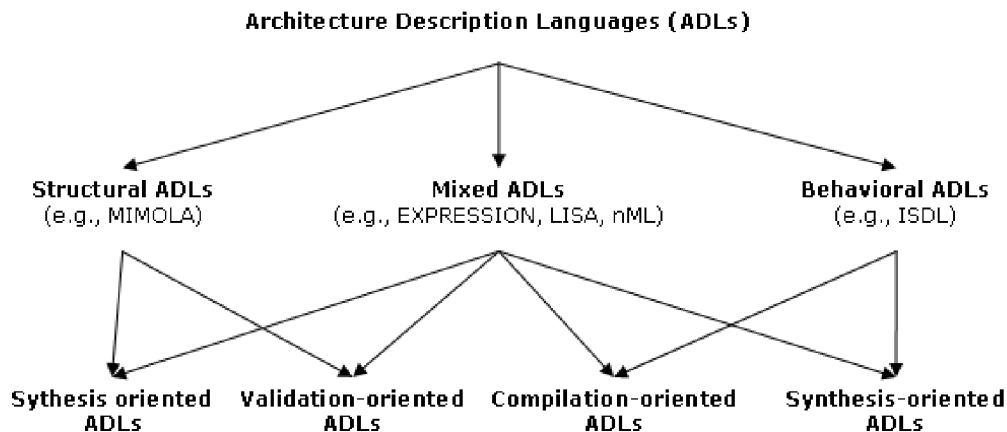 Architecture Description Languages (ADLs)
Structural ADLs
(e.g., MIMOLA)
Mixed ADLs
(e.g., EXPRESSION, LISA, nML)
Behavioral ADLs
(e.g., ISDL)
Sythesis oriented
ADLs
Validation-oriented
ADLs
Compilation-oriented
ADLs
Synthesis-oriented
ADLs